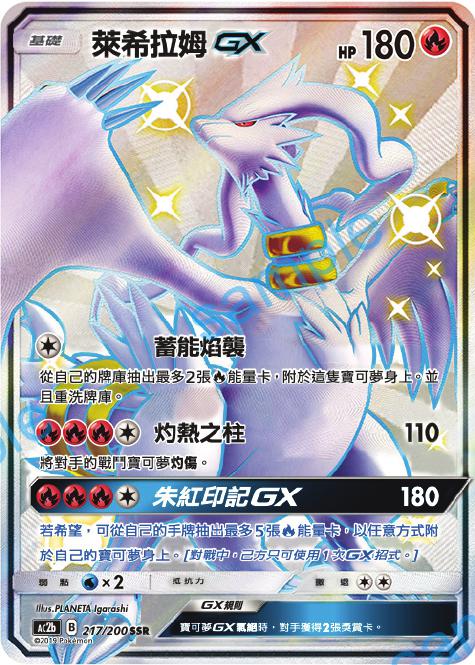 基礎 萊希拉姆GX HP 180
蓄能焰襲
從自己的牌庫抽出最多2張能量卡,附於這隻寶可夢身上。並
且重洗牌庫。
灼熱之柱 110
將對手的戰鬥寶可夢灼傷。
朱紅印記GX 180
若希望,可從自己的手牌抽出最多5張能量卡,以任意方式附
於自己的寶可夢身上。[對戰中,己方只可使用1次GX招式。]
弱點 ×2 抵抗力 撤退
Illus.PLANETA Igarashi
GX規則
AC2b B 217/200 SSR
寶可夢GX氣絕時,對手獲得2張獎賞卡。
©2019 Pokémon
sample